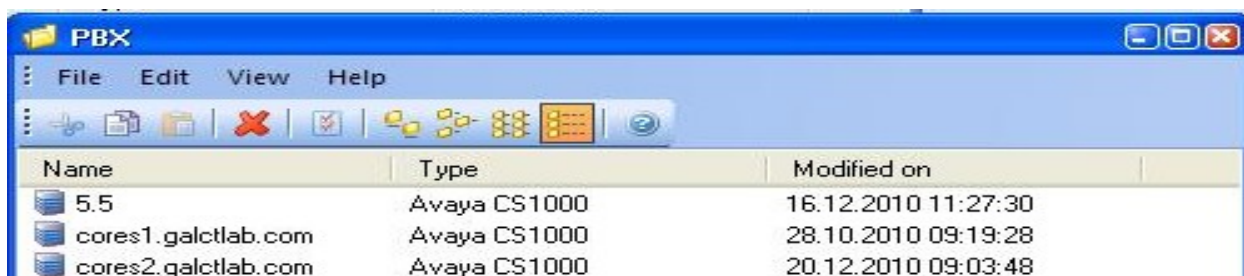 PBX
File Edit View Help
Name Type Modified on
5.5 Avaya CS1000 16.12.2010 11:27:30
cores1.galctlab.com Avaya CS1000 28.10.2010 09:19:28
cores2.galctlab.com Avaya CS1000 20.12.2010 09:03:48